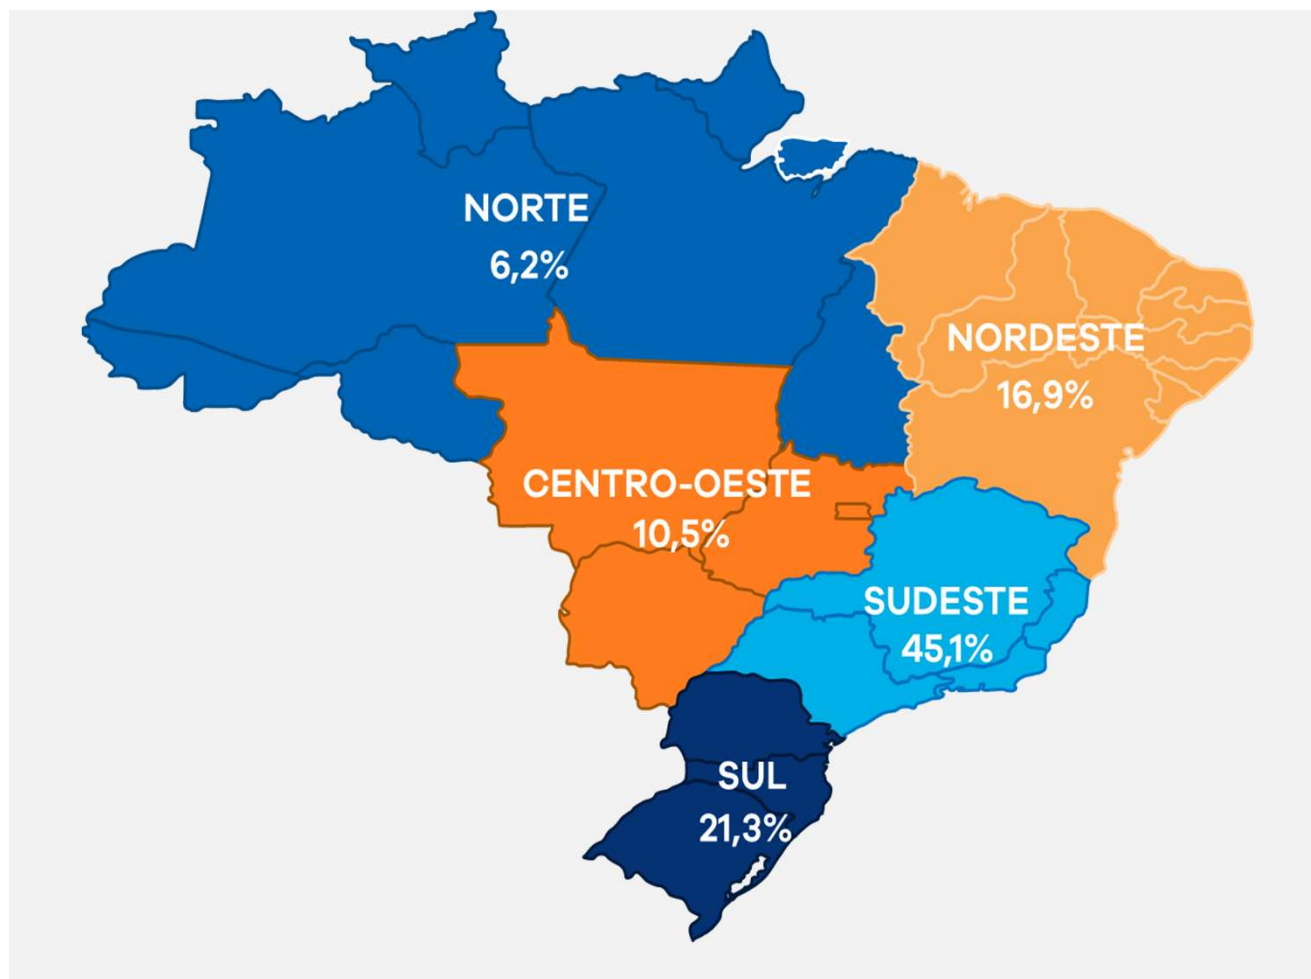 NORTE
6,2%
NORDESTE
16,9%
CENTRO-OESTE
10,5%
SUDESTE
45,1%
SUL
21,3%